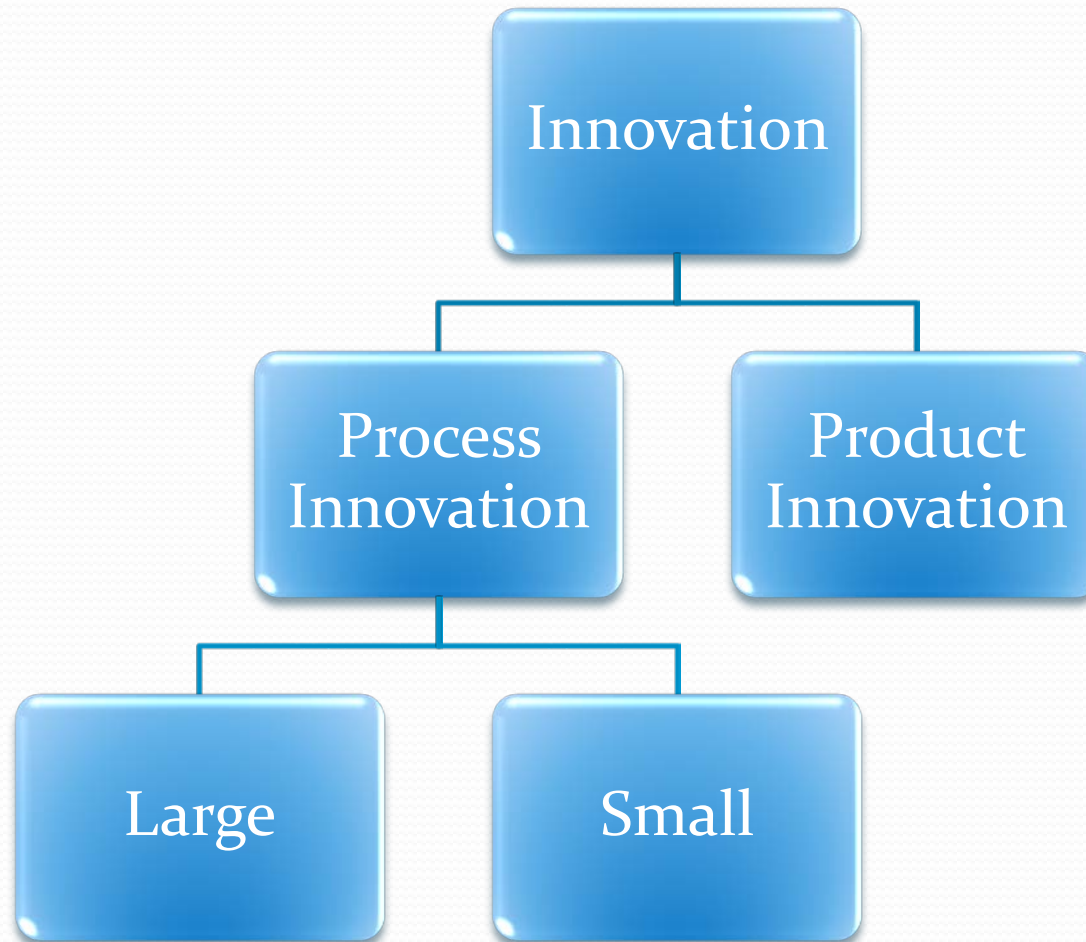 Innovation
Process
Innovation
Product
Innovation
Large
Small